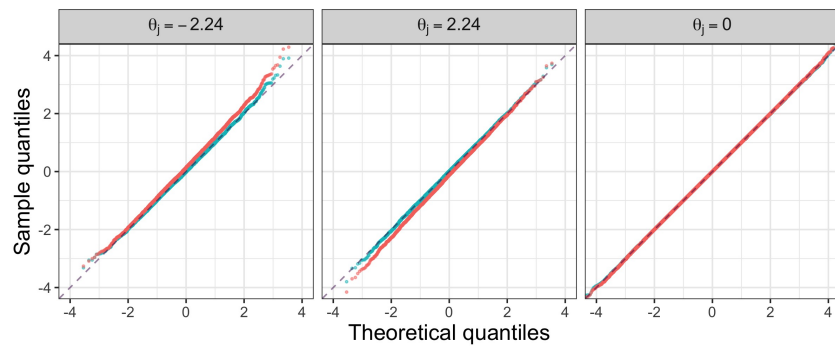 θj = − 2.24
θj = 2.24
θj = 0
Sample quantiles
4
2
0
-2
-4
-4 -2 0 2 4
-4 -2 0 2 4
-4 -2 0 2 4
Theoretical quantiles